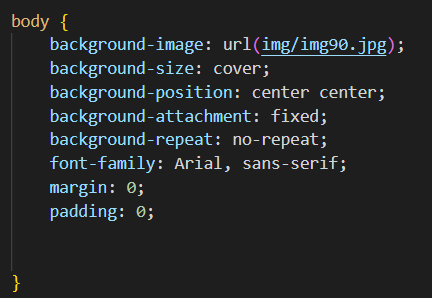 body {
background-image: url(img/img90.jpg);
background-size: cover;
background-position: center center;
background-attachment: fixed;
background-repeat: no-repeat;
font-family: Arial, sans-serif;
margin: 0;
padding: 0;
}